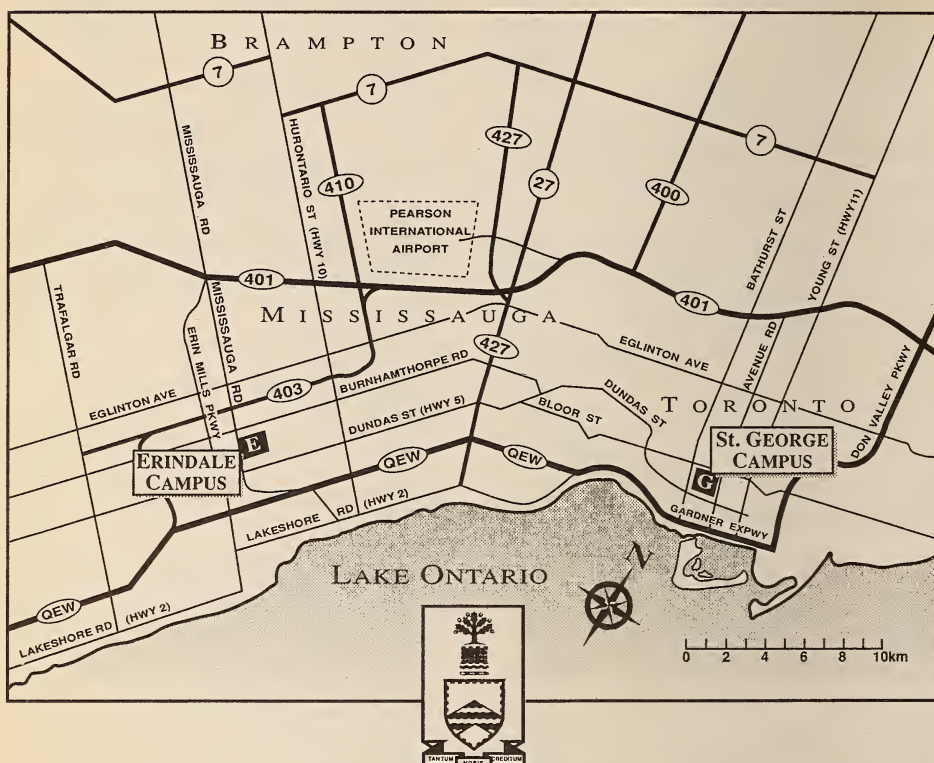 BRAMPTON
7
7
427
27
410
400
7
MISSISSAUGA RD
HURONTARIO ST (HWY 10)
PEARSON
INTERNATIONAL
AIRPORT
BATHURST ST
YOUNG ST (HWY11)
401
401
TRAFALGAR RD
MISSISSAUGA RD
ERIN MILLS PKWY
MISSISSAUGA
427
AVENUE RD
EGLINTON AVE
EGLINTON AVE
403
BURNHAMTHORPE RD
DUNDAS ST (HWY 5)
BLOOR ST
DUNDAS ST
TORONTO
DON VALLEY PKWY
E
ERINDALE
CAMPUS
QEW
QEW
St. GEORGE
CAMPUS
G
GARDNER EXPWY
LAKESHORE RD (HWY 2)
LAKE ONTARIO
N
QEW
LAKESHORE RD (HWY 2)
0 2 4 6 8 10km
TANTUM NOBIS CREDITUM